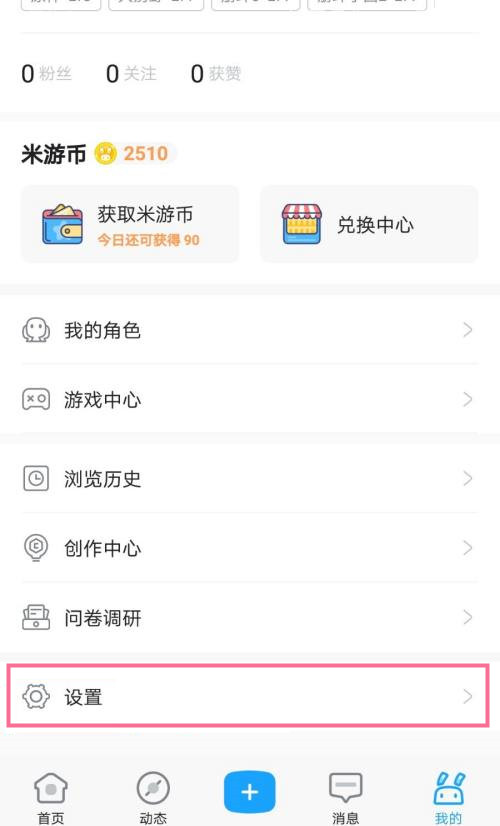 0 粉丝 0 关注 0 获赞
米游币 2510
获取米游币
今日还可获得 90
兑换中心
我的角色
游戏中心
浏览历史
创作中心
问卷调研
设置
首页 动态 消息 我的